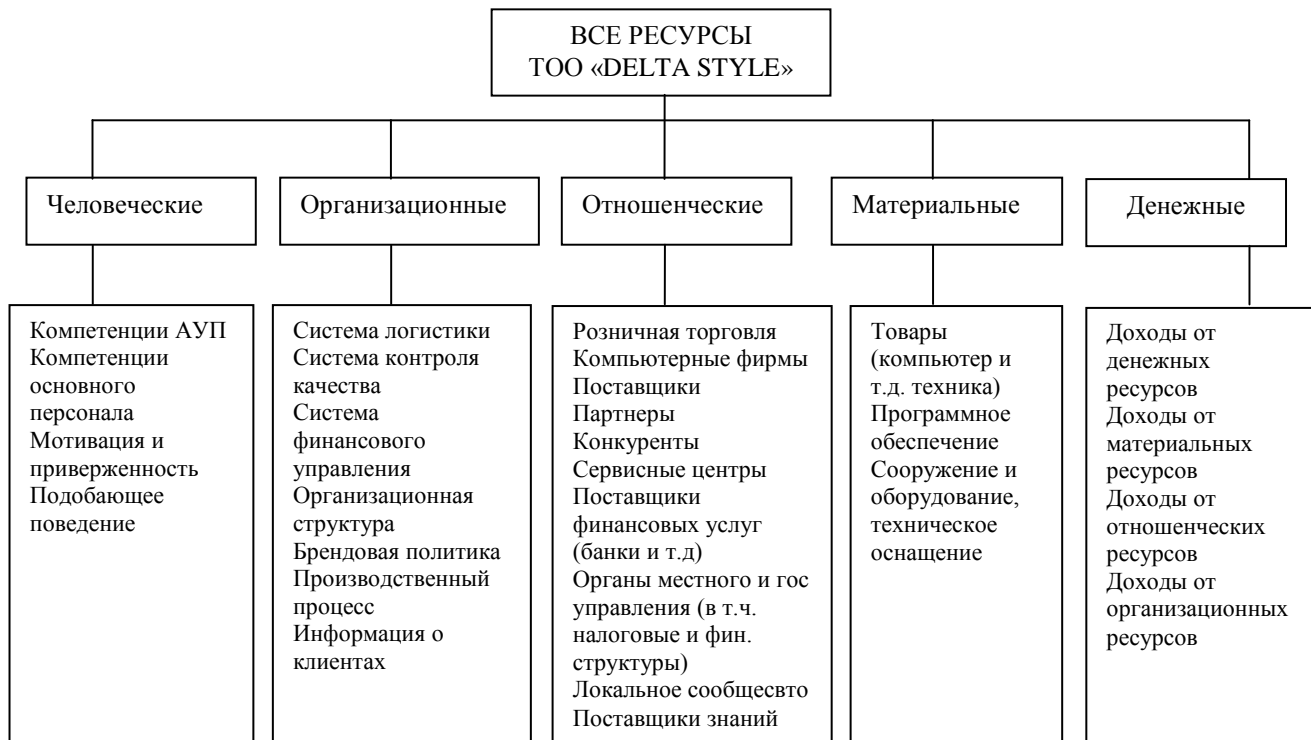 ВСЕ РЕСУРСЫ
ТОО «DELTA STYLE»
Человеческие
Организационные
Отношенческие
Материальные
Денежные
Компетенции АУП
Компетенции
основного
персонала
Мотивация и
приверженность
Подобающее
поведение
Система логистики
Система контроля
качества
Система
финансового
управления
Организационная
структура
Брендовая политика
Производственный
процесс
Информация о
клиентах
Розничная торговля
Компьютерные фирмы
Поставщики
Партнеры
Конкуренты
Сервисные центры
Поставщики
финансовых услуг
(банки и т.д)
Органы местного и гос
управления (в т.ч.
налоговые и фин.
структуры)
Локальное сообщесвто
Поставщики знаний
Товары
(компьютер и
т.д. техника)
Программное
обеспечение
Сооружение и
оборудование,
техническое
оснащение
Доходы от
денежных
ресурсов
Доходы от
материальных
ресурсов
Доходы от
отношенческих
ресурсов
Доходы от
организационных
ресурсов